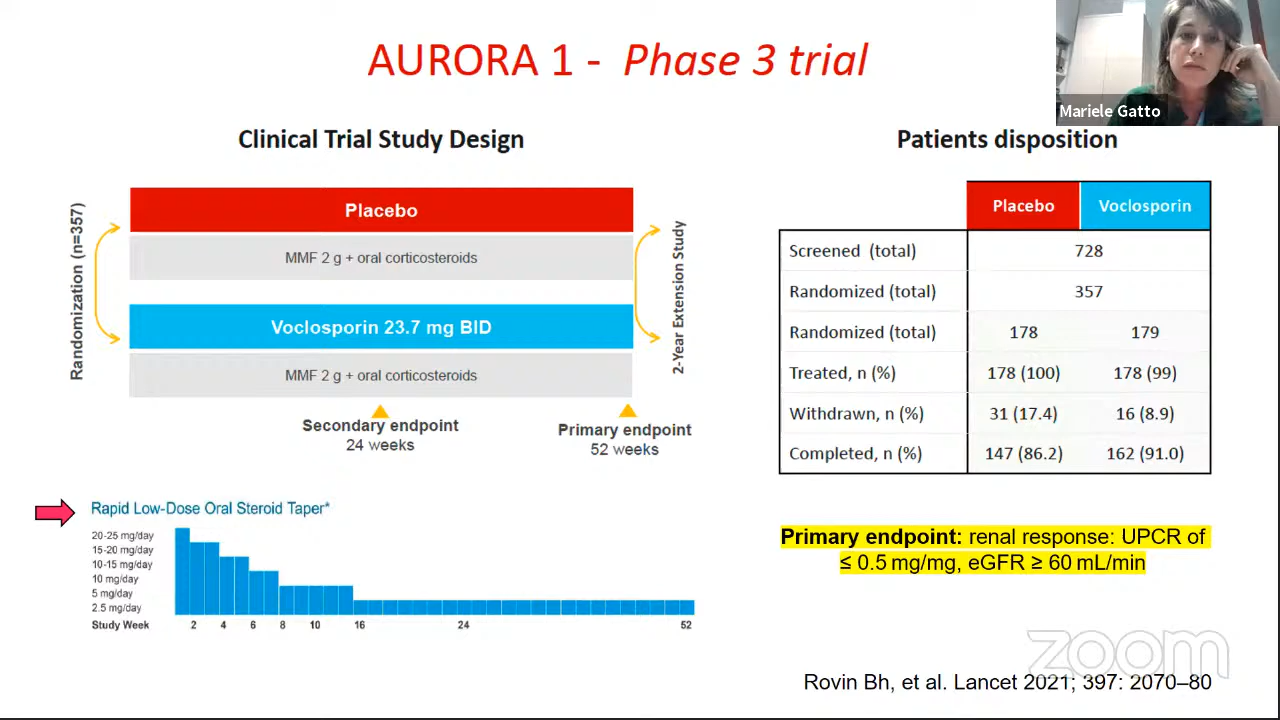 AURORA 1 - Phase 3 trial
Mariele Gatto
Clinical Trial Study Design
Randomization (n=357)
Placebo
MMF 2 g + oral corticosteroids
Voclosporin 23.7 mg BID
MMF 2 g + oral corticosteroids
2-Year Extension Study
Secondary endpoint
24 weeks
Primary endpoint
52 weeks
Rapid Low-Dose Oral Steroid Taper*
20-25 mg/day
15-20 mg/day
10-15 mg/day
10 mg/day
5 mg/day
2.5 mg/day
Study Week 2 4 6 8 10 16 24 52
Patients disposition
Placebo Voclosporin
Screened (total) 728
Randomized (total) 357
Randomized (total) 178 179
Treated, n (%) 178 (100) 178 (99)
Withdrawn, n (%) 31 (17.4) 16 (8.9)
Completed, n (%) 147 (86.2) 162 (91.0)
Primary endpoint: renal response: UPCR of
≤ 0.5 mg/mg, eGFR ≥ 60 mL/min
zoom
Rovin Bh, et al. Lancet 2021; 397: 2070–80